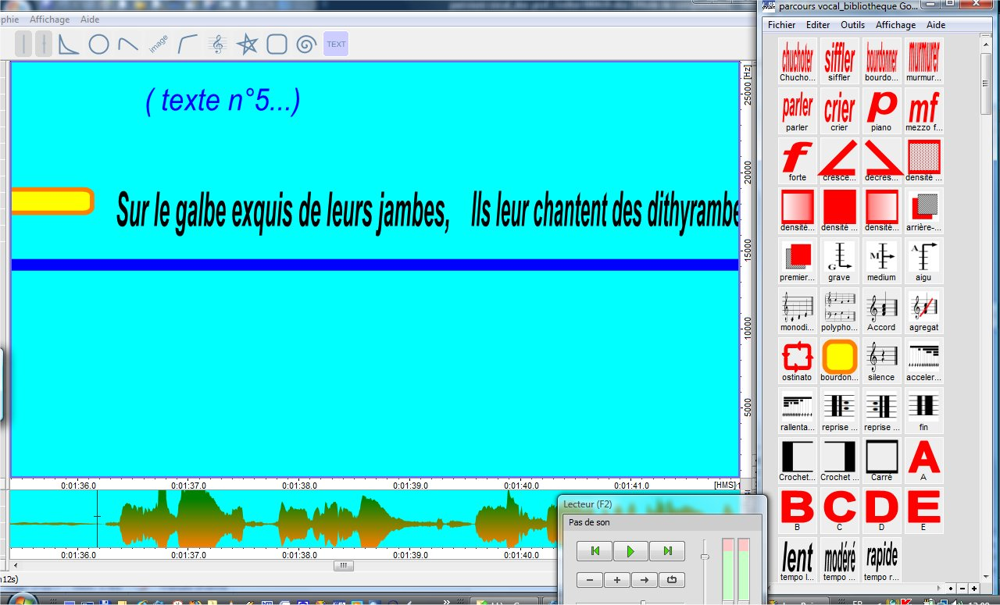 parcours vocal_bibliotheque Go...
phie Affichage Aide
Fichier Editer Outils Affichage Aide
image
TEXT
( texte n°5...)
Sur le galbe exquis de leurs jambes, Ils leur chantent des dithyrambe
[Hz]
25000
20000
15000
10000
5000
0:01:36.0 0:01:37.0 0:01:38.0 0:01:39.0 0:01:40.0 0:01:41.0 [HMS]
0:01:36.0 0:01:37.0 0:01:38.0 0:01:39.0 0:01:40.0
12s)
Lecteur (F2)
Pas de son
chuchoter siffler bourdonner murmurer
Chucho... siffler bourdo... murmur...
parler crier p mf
parler crier piano mezzo f...
f
forte cresce... decres... densité ...
densité... densité ... densité... arrière-...
G M A
premier... grave medium aigu
monodi... polypho... Accord agregat
ostinato bourdon... silence acceler...
rallenta... reprise ... reprise ... fin
A
Crochet... Crochet ... Carré A
B C D E
B C D E
lent modéré rapide
tempo l... tempo ... tempo r...
FR